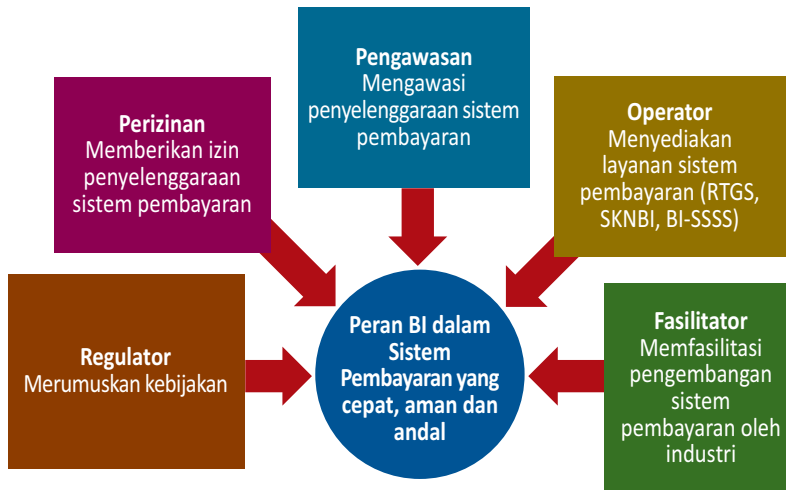 Pengawasan
Mengawasi
penyelenggaraan sistem
pembayaran
Perizinan
Memberikan izin
penyelenggaraan
sistem pembayaran
Operator
Menyediakan
layanan sistem
pembayaran (RTGS,
SKNBI, BI-SSSS)
Regulator
Merumuskan kebijakan
Peran BI dalam
Sistem
Pembayaran yang
cepat, aman dan
andal
Fasilitator
Memfasilitasi
pengembangan
sistem
pembayaran oleh
industri